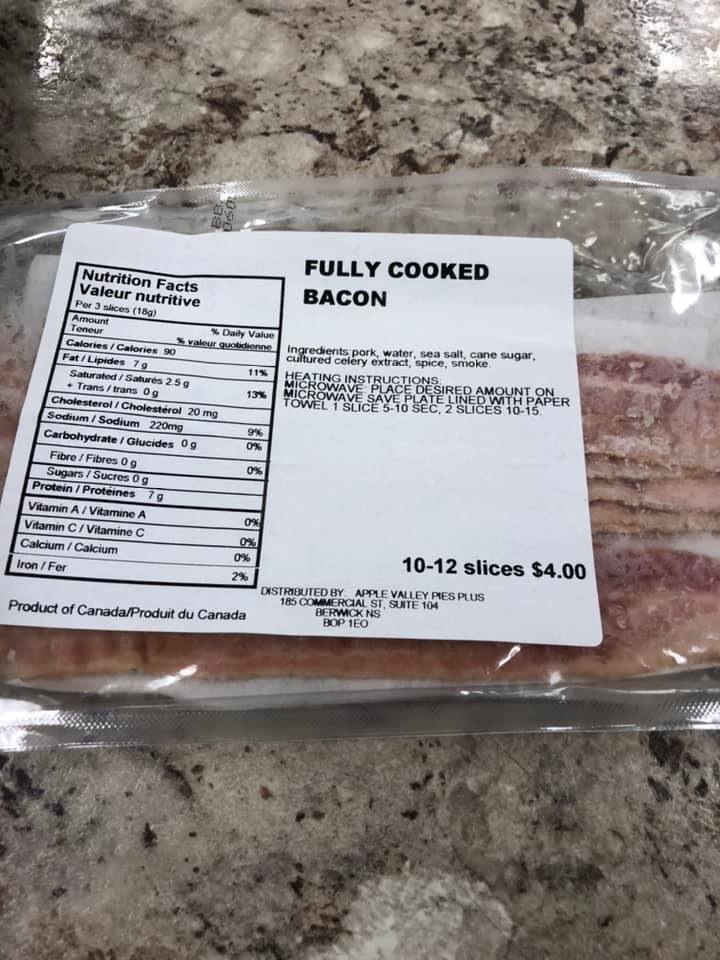 BB
060
Nutrition Facts
Valeur nutritive
Per 3 slices (18g)
Amount
Teneur
% Daily Value
% valeur quotidienne
Calories / Calories 90
Fat / Lipides 7 g 11%
Saturated / Saturés 2.5 g
+ Trans / trans 0 g 13%
Cholesterol / Cholestérol 20 mg
Sodium / Sodium 220mg 9%
Carbohydrate / Glucides 0 g 0%
Fibre / Fibres 0 g 0%
Sugars / Sucres 0 g
Protein / Protéines 7 g
Vitamin A / Vitamine A 0%
Vitamin C / Vitamine C 0%
Calcium / Calcium 0%
Iron / Fer 2%
Product of Canada/Produit du Canada
FULLY COOKED
BACON
Ingredients:pork, water, sea salt, cane sugar,
cultured celery extract, spice, smoke.
HEATING INSTRUCTIONS:
MICROWAVE: PLACE DESIRED AMOUNT ON
MICROWAVE SAVE PLATE LINED WITH PAPER
TOWEL 1 SLICE 5-10 SEC, 2 SLICES 10-15.
10-12 slices $4.00
DISTRIBUTED BY: APPLE VALLEY PIES PLUS
185 COMMERCIAL ST, SUITE 104
BERWICK NS
BOP 1EO